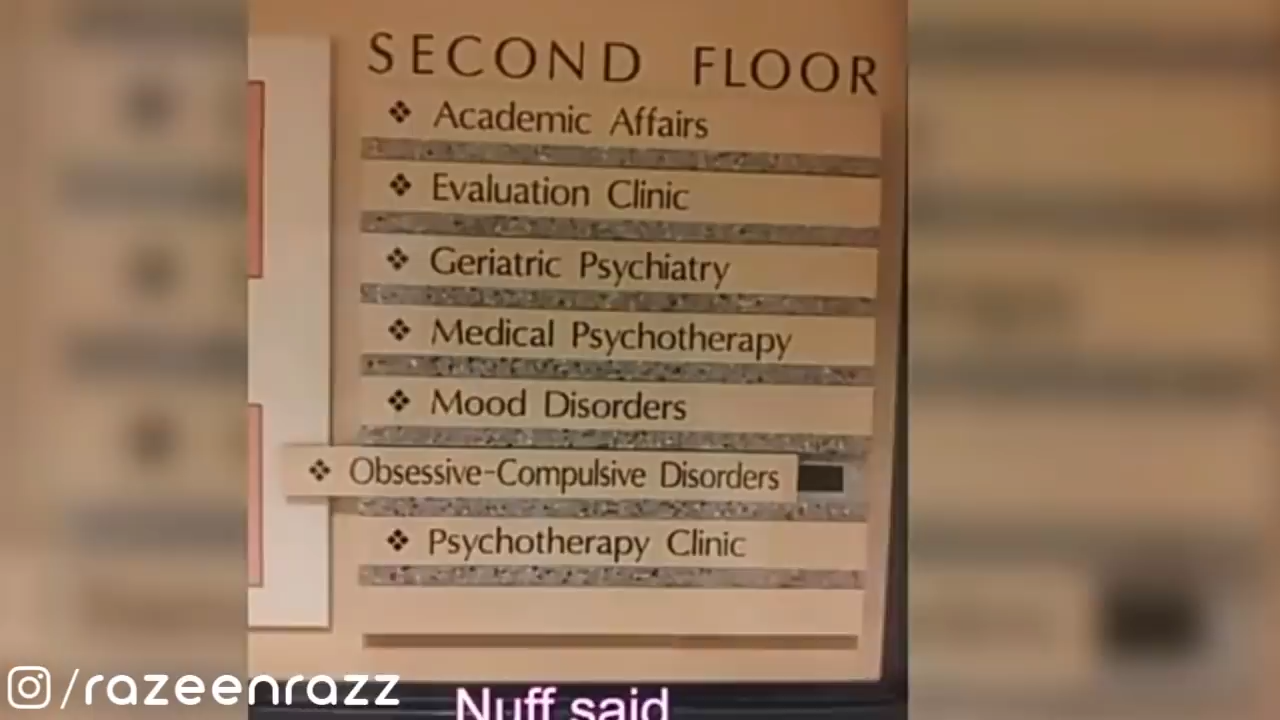 SECOND FLOOR
❖ Academic Affairs
❖ Evaluation Clinic
❖ Geriatric Psychiatry
❖ Medical Psychotherapy
❖ Mood Disorders
❖ Obsessive-Compulsive Disorders
❖ Psychotherapy Clinic
/razeenrazz
Nuff said